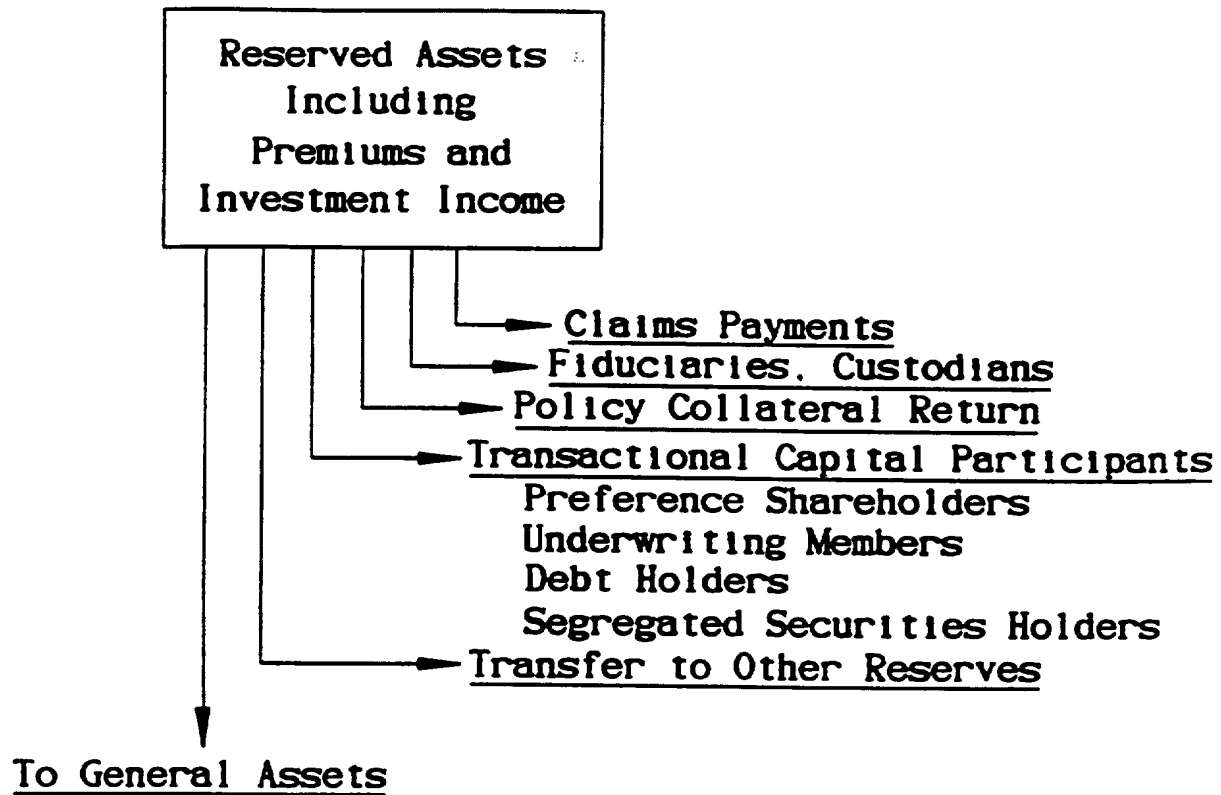 Reserved Assets
Including
Premiums and
Investment Income
Claims Payments
Fiduciaries. Custodians
Policy Collateral Return
Transactional Capital Participants
Preference Shareholders
Underwriting Members
Debt Holders
Segregated Securities Holders
Transfer to Other Reserves
To General Assets